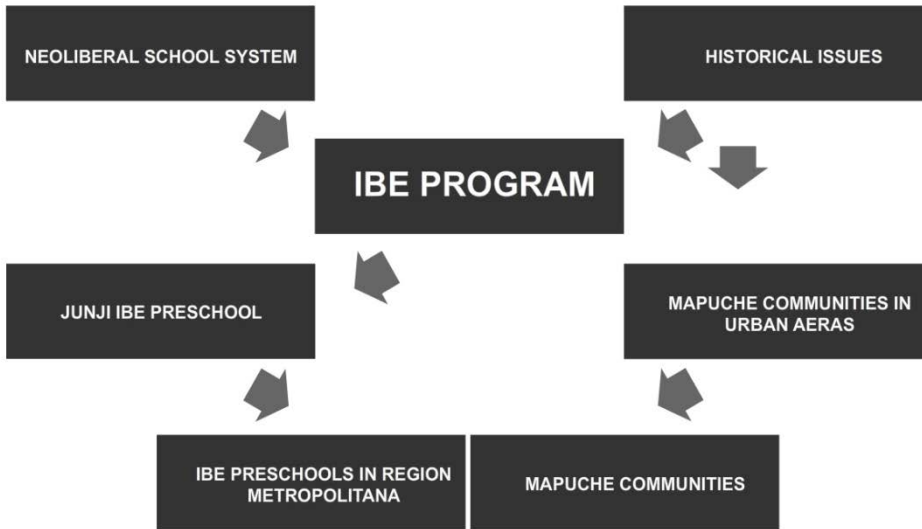 NEOLIBERAL SCHOOL SYSTEM
HISTORICAL ISSUES
IBE PROGRAM
JUNJI IBE PRESCHOOL
MAPUCHE COMMUNITIES IN
URBAN AERAS
IBE PRESCHOOLS IN REGION
METROPOLITANA
MAPUCHE COMMUNITIES